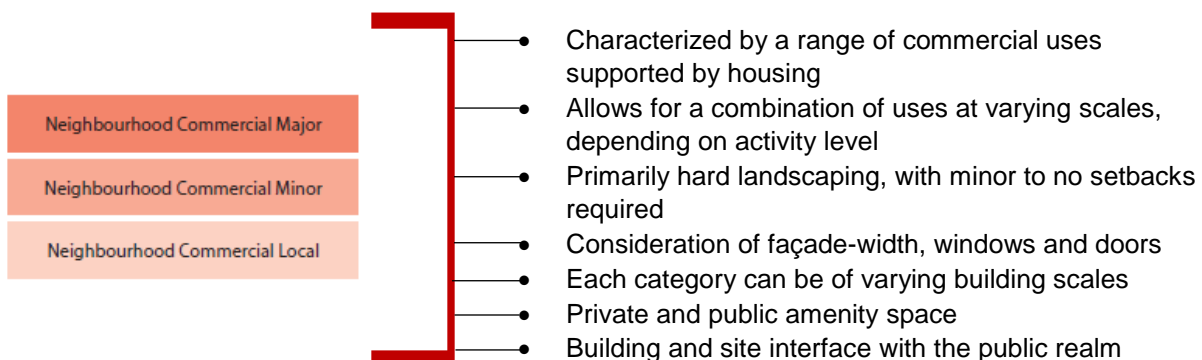 Neighbourhood Commercial Major
Neighbourhood Commercial Minor
Neighbourhood Commercial Local
• Characterized by a range of commercial uses
supported by housing
• Allows for a combination of uses at varying scales,
depending on activity level
• Primarily hard landscaping, with minor to no setbacks
required
• Consideration of façade-width, windows and doors
• Each category can be of varying building scales
• Private and public amenity space
• Building and site interface with the public realm